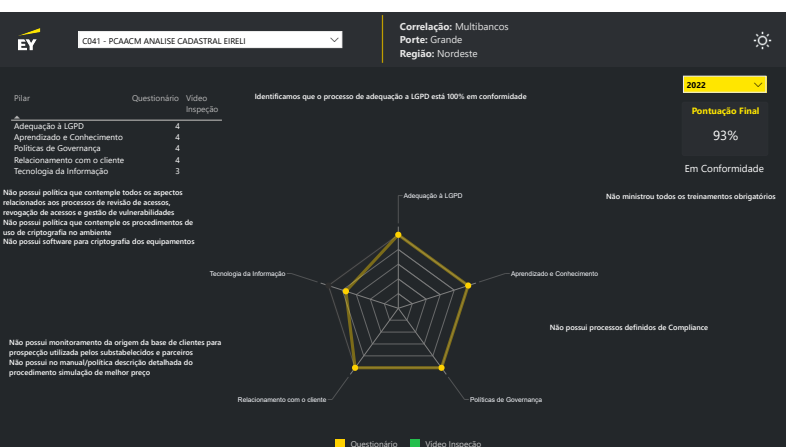 EY
C041 - PCAACM ANALISE CADASTRAL EIRELI
Correlação: Multibancos
Porte: Grande
Região: Nordeste
2022
Pontuação Final
93%
Em Conformidade
Pilar Questionário Video Inspeção
Adequação à LGPD 4
Aprendizado e Conhecimento 4
Políticas de Governança 4
Relacionamento com o cliente 4
Tecnologia da Informação 3
Identificamos que o processo de adequação a LGPD está 100% em conformidade
Não possui política que contemple todos os aspectos
relacionados aos processos de revisão de acessos,
revogação de acessos e gestão de vulnerabilidades
Não possui política que contemple os procedimentos de
uso de criptografia no ambiente
Não possui software para criptografia dos equipamentos
Não ministrou todos os treinamentos obrigatórios
Adequação à LGPD
Tecnologia da Informação
Aprendizado e Conhecimento
Não possui processos definidos de Compliance
Não possui monitoramento da origem da base de clientes para
prospecção utilizada pelos substabelecidos e parceiros
Não possui no manual/política descrição detalhada do
procedimento simulação de melhor preço
Relacionamento com o cliente
Políticas de Governança
Questionário Video Inspeção